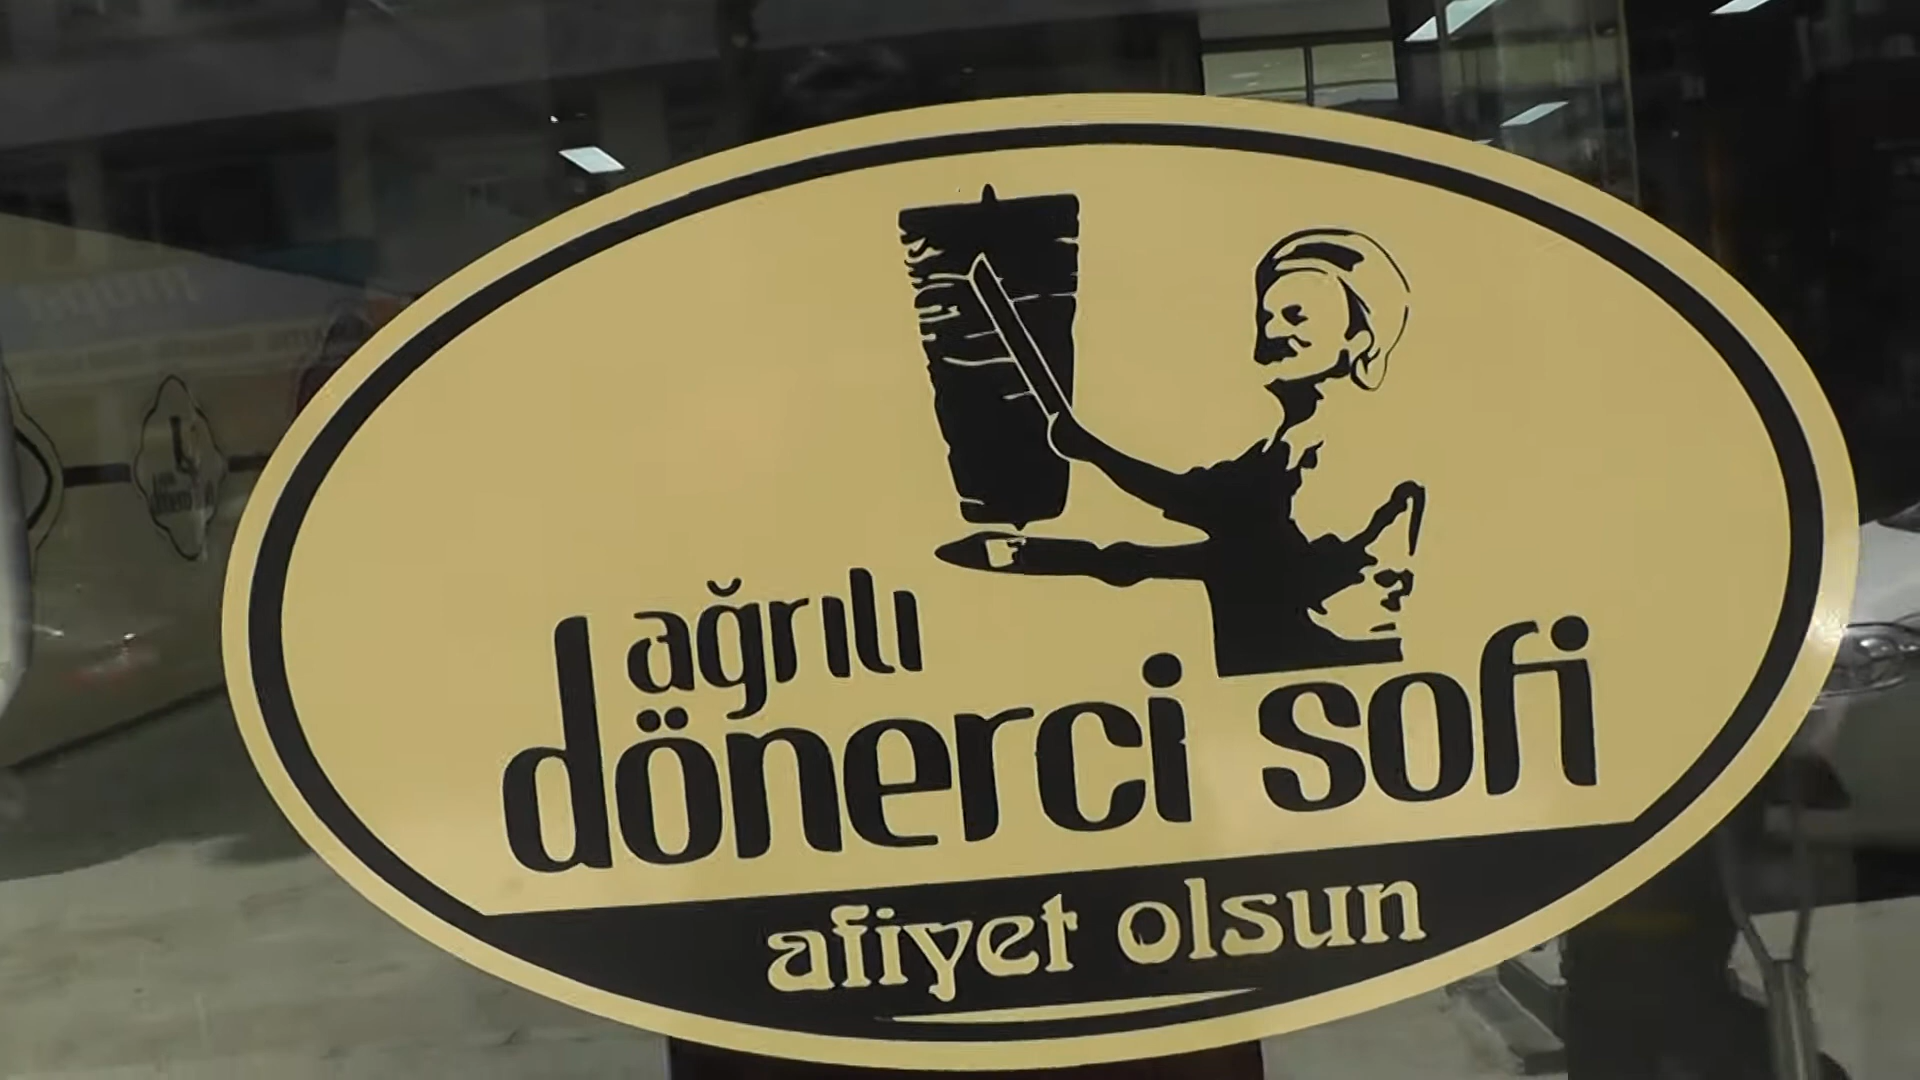 ağrılı
dönerci sofi
afiyet olsun